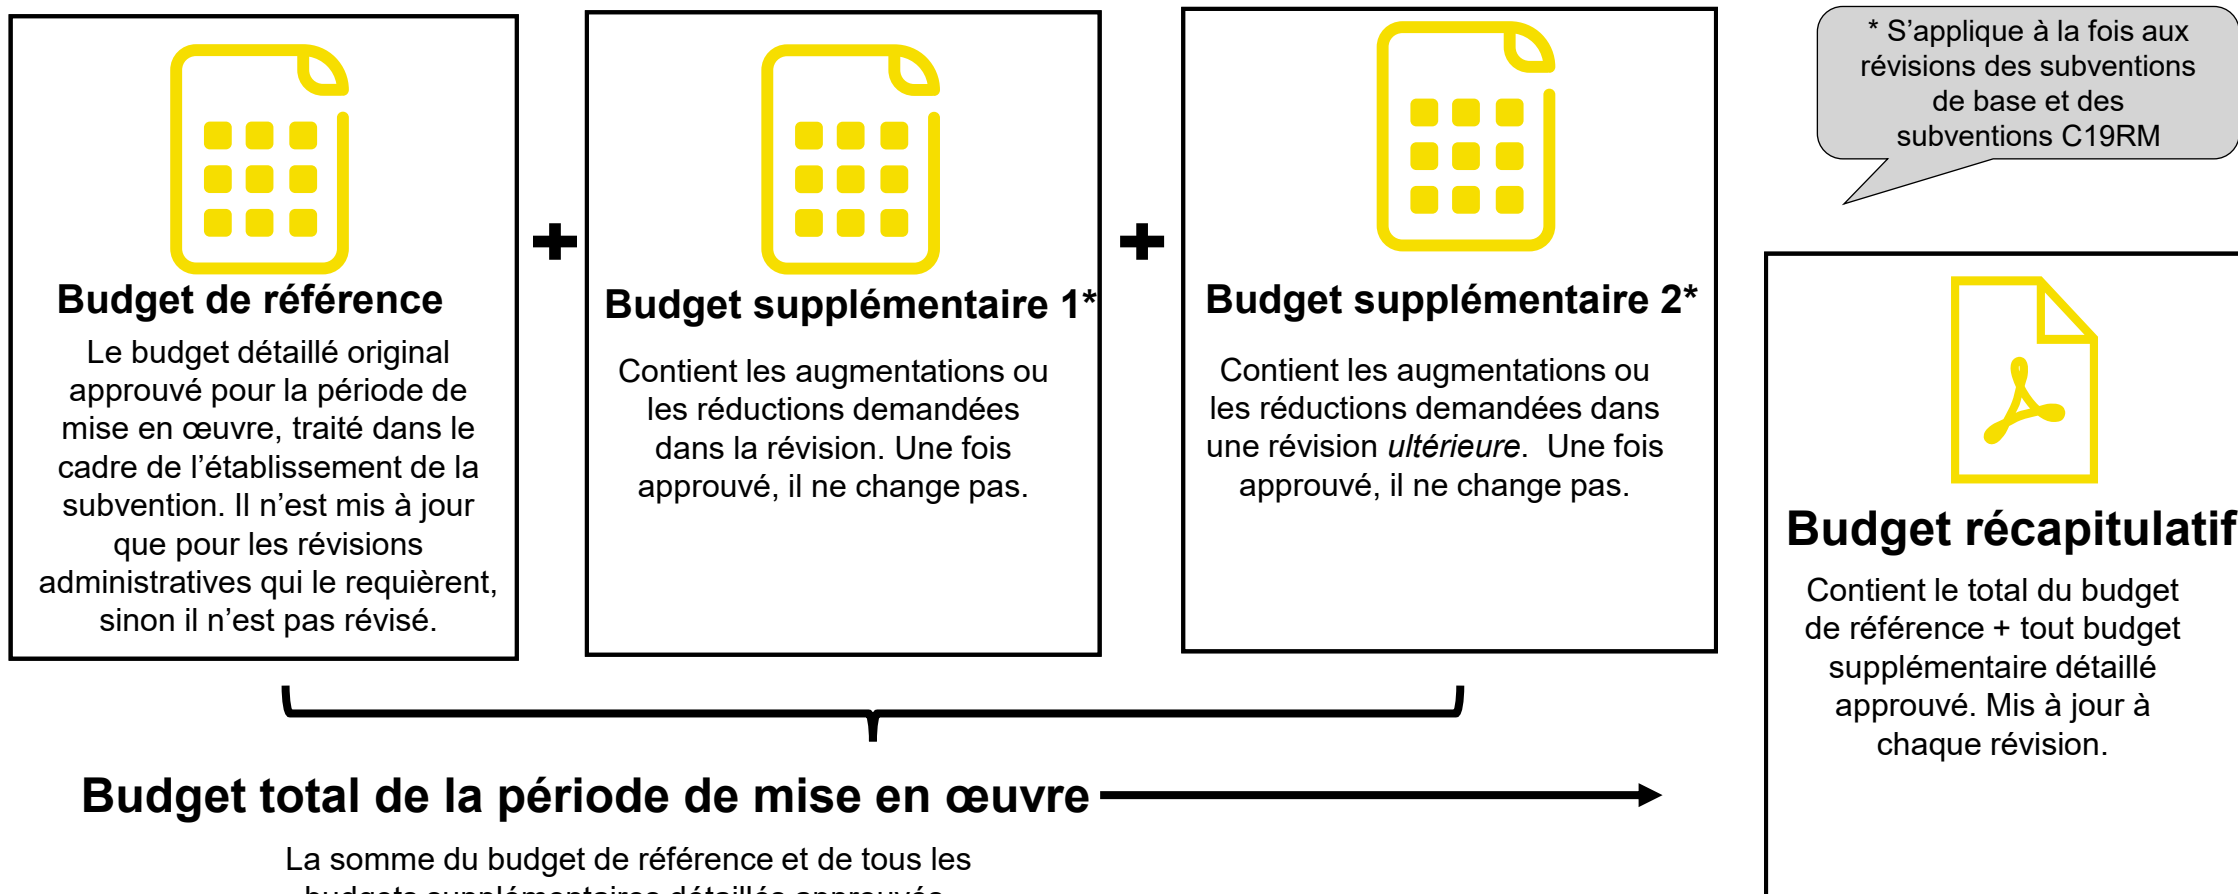 Budget de référence
Le budget détaillé original
approuvé pour la période de
mise en œuvre, traité dans le
cadre de l’établissement de la
subvention. Il n’est mis à jour
que pour les révisions
administratives qui le requièrent,
sinon il n’est pas révisé.
+
Budget supplémentaire 1*
Contient les augmentations ou
les réductions demandées
dans la révision. Une fois
approuvé, il ne change pas.
+
Budget supplémentaire 2*
Contient les augmentations ou
les réductions demandées dans
une révision ultérieure.  Une fois
approuvé, il ne change pas.
* S’applique à la fois aux
révisions des subventions
de base et des
subventions C19RM
Budget récapitulatif
Contient le total du budget
de référence + tout budget
supplémentaire détaillé
approuvé. Mis à jour à
chaque révision.
Budget total de la période de mise en œuvre
La somme du budget de référence et de tous les
budgets supplémentaires détaillés approuvés